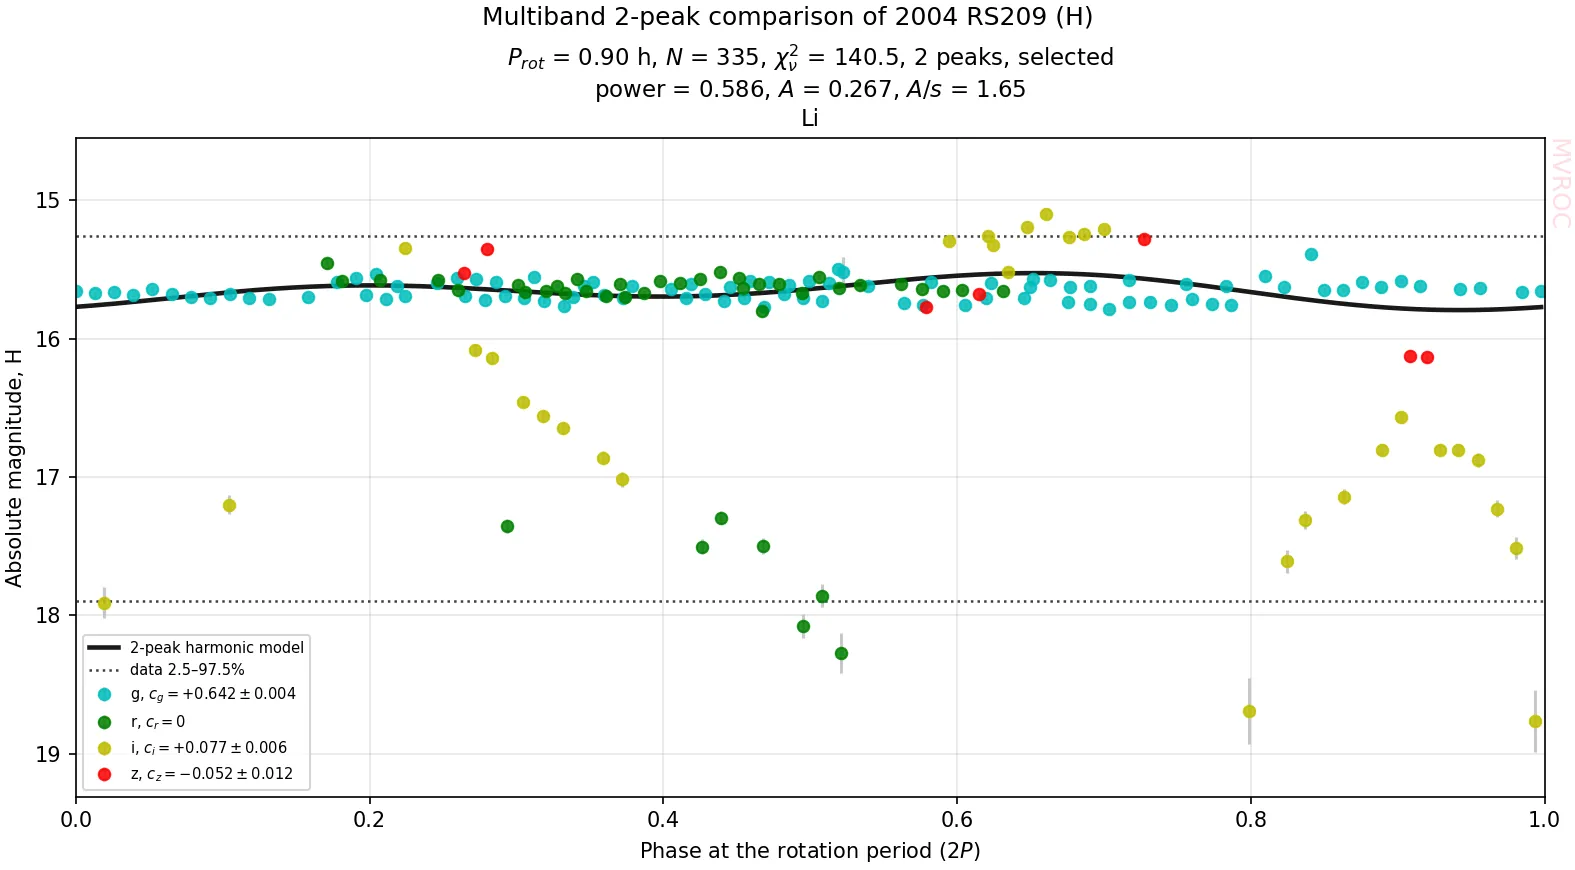 Multiband 2-peak comparison of 2004 RS209 (H)
P_rot = 0.90 h, N = 335, χ²_ν = 140.5, 2 peaks, selected
power = 0.586, A = 0.267, A/s = 1.65
Li
MVROC
Absolute magnitude, H
15
16
17
18
19
2-peak harmonic model
data 2.5–97.5%
g, c_g = +0.642 ± 0.004
r, c_r = 0
i, c_i = +0.077 ± 0.006
z, c_z = −0.052 ± 0.012
0.0 0.2 0.4 0.6 0.8 1.0
Phase at the rotation period (2P)